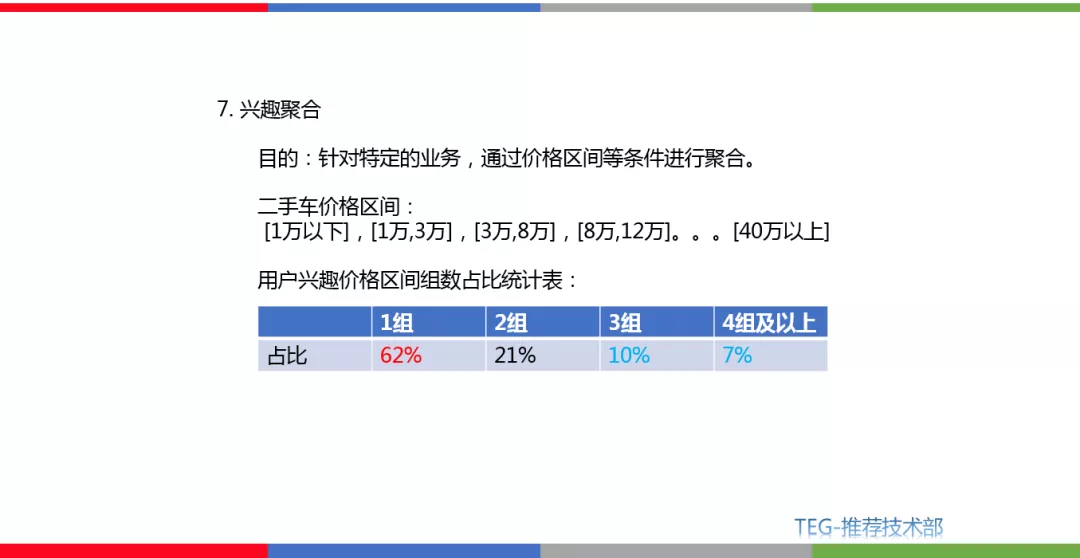 7. 兴趣聚合
目的：针对特定的业务，通过价格区间等条件进行聚合。
二手车价格区间：
[1万以下]，[1万,3万]，[3万,8万]，[8万,12万]。。。[40万以上]
用户兴趣价格区间组数占比统计表：
1组 2组 3组 4组及以上
占比 62% 21% 10% 7%
TEG-推荐技术部